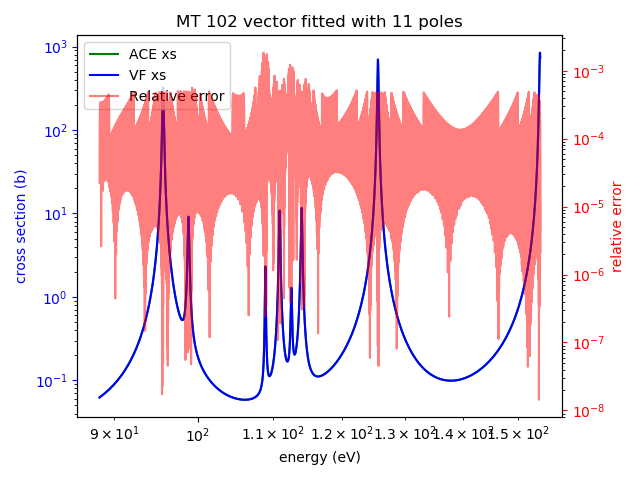 MT 102 vector fitted with 11 poles
ACE xs
VF xs
Relative error
10³
10²
10¹
10⁰
10⁻¹
cross section (b)
10⁻³
10⁻⁴
10⁻⁵
10⁻⁶
10⁻⁷
10⁻⁸
relative error
9 × 10¹
10²
1.1 × 10²
1.2 × 10²
1.3 × 10²
1.4 × 10²
1.5 × 10²
energy (eV)